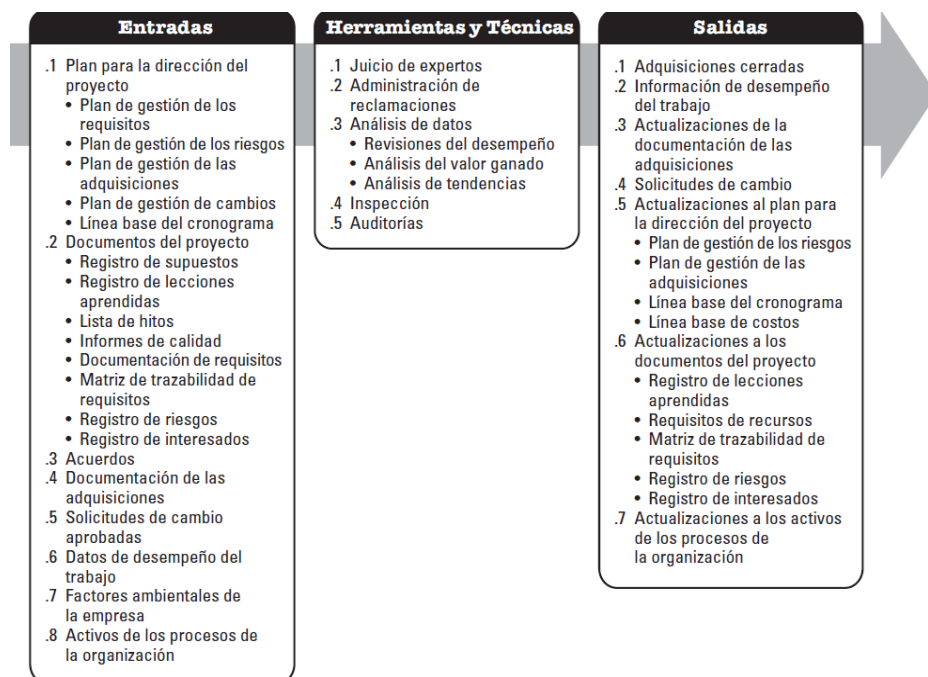 Entradas
.1 Plan para la dirección del
proyecto
• Plan de gestión de los
requisitos
• Plan de gestión de los riesgos
• Plan de gestión de las
adquisiciones
• Plan de gestión de cambios
• Línea base del cronograma
.2 Documentos del proyecto
• Registro de supuestos
• Registro de lecciones
aprendidas
• Lista de hitos
• Informes de calidad
• Documentación de requisitos
• Matriz de trazabilidad de
requisitos
• Registro de riesgos
• Registro de interesados
.3 Acuerdos
.4 Documentación de las
adquisiciones
.5 Solicitudes de cambio
aprobadas
.6 Datos de desempeño del
trabajo
.7 Factores ambientales de
la empresa
.8 Activos de los procesos de
la organización
Herramientas y Técnicas
.1 Juicio de expertos
.2 Administración de
reclamaciones
.3 Análisis de datos
• Revisiones del desempeño
• Análisis del valor ganado
• Análisis de tendencias
.4 Inspección
.5 Auditorías
Salidas
.1 Adquisiciones cerradas
.2 Información de desempeño
del trabajo
.3 Actualizaciones de la
documentación de las
adquisiciones
.4 Solicitudes de cambio
.5 Actualizaciones al plan para
la dirección del proyecto
• Plan de gestión de los riesgos
• Plan de gestión de las
adquisiciones
• Línea base del cronograma
• Línea base de costos
.6 Actualizaciones a los
documentos del proyecto
• Registro de lecciones
aprendidas
• Requisitos de recursos
• Matriz de trazabilidad de
requisitos
• Registro de riesgos
• Registro de interesados
.7 Actualizaciones a los activos
de los procesos de
la organización